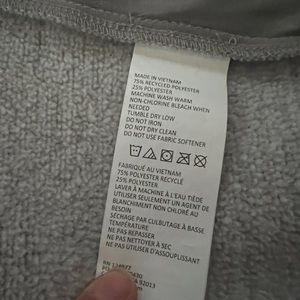 MADE IN VIETNAM
75% RECYCLED POLYESTER
25% POLYESTER
MACHINE WASH WARM
NON-CHLORINE BLEACH WHEN
NEEDED
TUMBLE DRY LOW
DO NOT IRON
DO NOT DRY CLEAN
DO NOT USE FABRIC SOFTENER
FABRIQUÉ AU VIETNAM
75% POLYESTER RECYCLÉ
25% POLYESTER
LAVER À MACHINE À L'EAU TIÈDE
UTILISER SEULEMENT UN AGENT DE
BLANCHIMENT NON CHLORÉ AU
BESOIN
SÉCHAGE PAR CULBUTAGE À BASSE
TEMPÉRATURE
NE PAS REPASSER
NE PAS NETTOYER À SEC
NE PAS UTILISER D'ASSOUPLISSANT
RN
92013